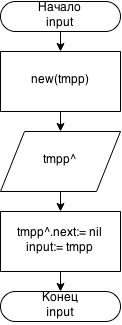 Начало
input
new(tmpp)
tmpp^
tmpp^.next:= nil
input:= tmpp
Конец
input